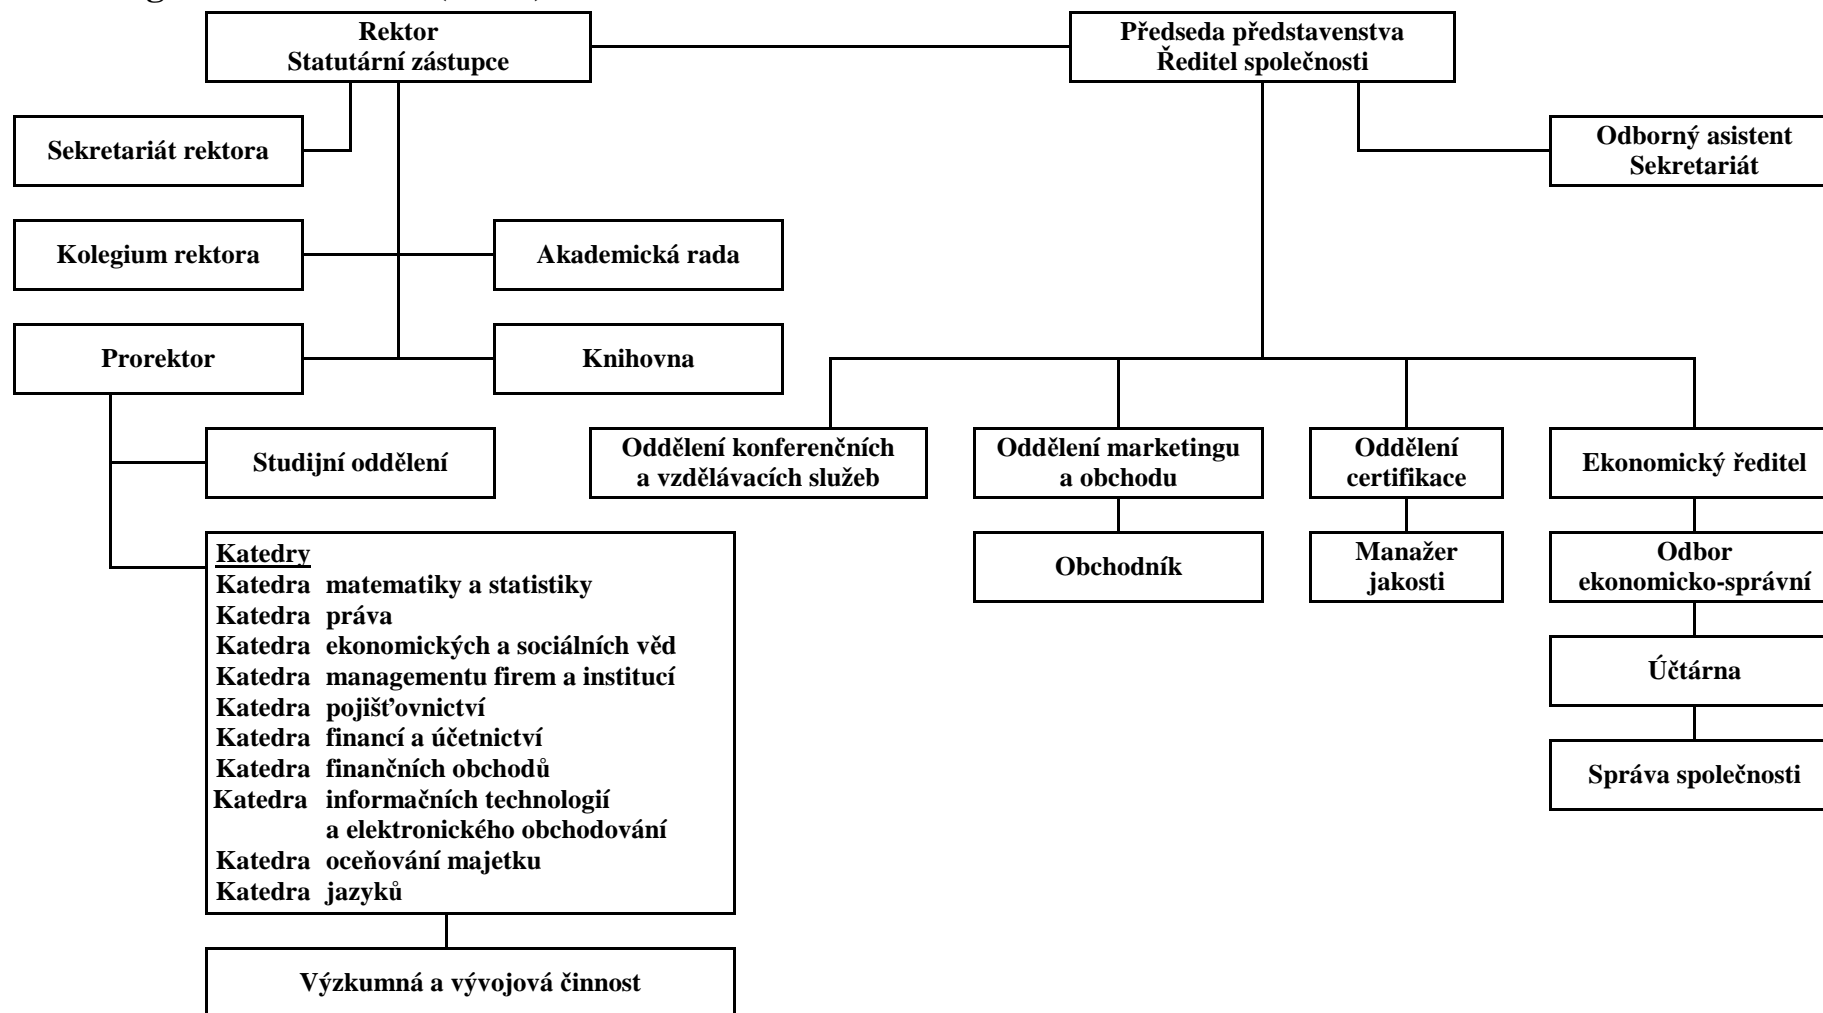 Rektor
Statutární zástupce
Předseda představenstva
Ředitel společnosti
Sekretariát rektora
Odborný asistent
Sekretariát
Kolegium rektora
Akademická rada
Prorektor
Knihovna
Studijní oddělení
Oddělení konferenčních
a vzdělávacích služeb
Oddělení marketingu
a obchodu
Oddělení
certifikace
Ekonomický ředitel
Obchodník
Manažer
jakosti
Odbor
ekonomicko-správní
Účtárna
Správa společnosti
Katedry
Katedra matematiky a statistiky
Katedra práva
Katedra ekonomických a sociálních věd
Katedra managementu firem a institucí
Katedra pojišťovnictví
Katedra financí a účetnictví
Katedra finančních obchodů
Katedra informačních technologií
a elektronického obchodování
Katedra oceňování majetku
Katedra jazyků
Výzkumná a vývojová činnost